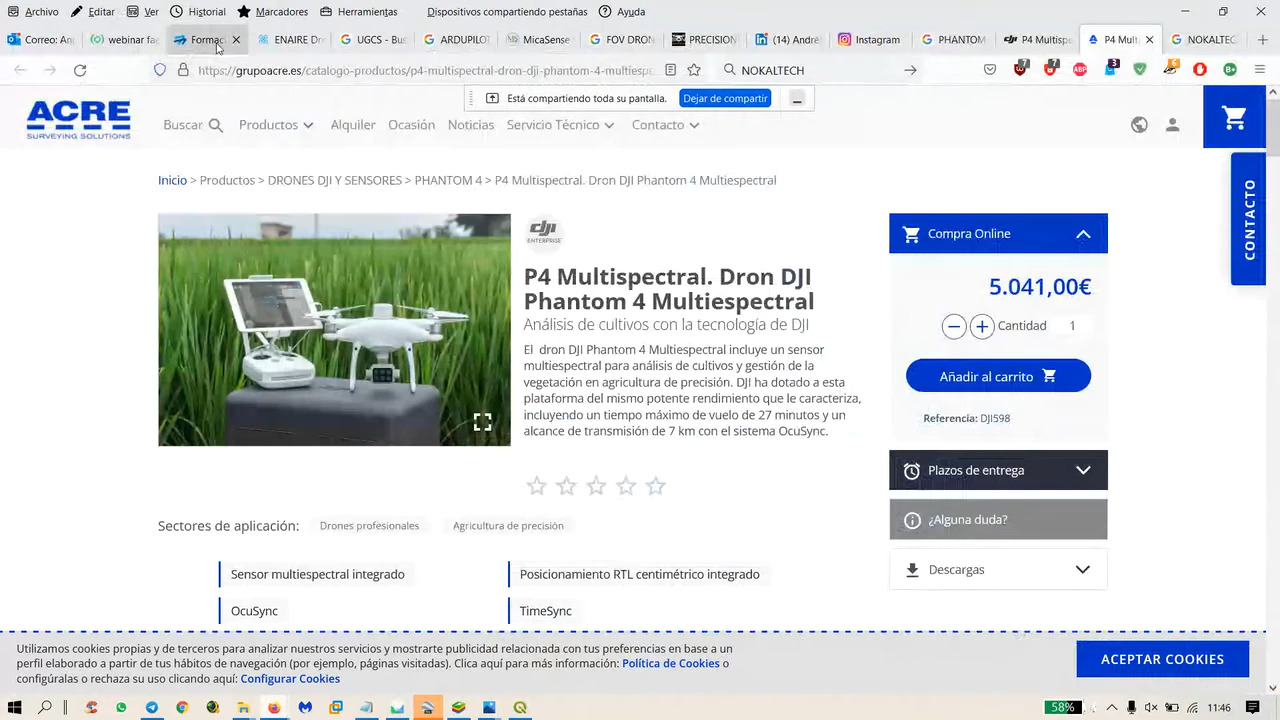 Archivo Editar Ver Historial Marcadores Herramientas Dispositivos compartiendo pestañas Ayuda
Correo: An webinar fac Formac ENAIRE Dr UGCS - Bus ARDUPILOT MicaSense FOV DRON PRECISION (14) André Instagram PHANTOM P4 Multisp P4 Mult NOKALTEC
https://grupoacre.es/catalogo-productos/p4-multispectral-dron-dji-phantom-4-multiespe
NOKALTECH
7 7 ABP 3 6
Está compartiendo toda su pantalla. Dejar de compartir
ACRE
SURVEYING SOLUTIONS
Buscar Productos Alquiler Ocasión Noticias Servicio Técnico Contacto
CONTACTO
Inicio > Productos > DRONES DJI Y SENSORES > PHANTOM 4 > P4 Multispectral. Dron DJI Phantom 4 Multiespectral
dji
ENTERPRISE
P4 Multispectral. Dron DJI
Phantom 4 Multiespectral
Análisis de cultivos con la tecnología de DJI
El dron DJI Phantom 4 Multiespectral incluye un sensor
multiespectral para análisis de cultivos y gestión de la
vegetación en agricultura de precisión. DJI ha dotado a esta
plataforma del mismo potente rendimiento que le caracteriza,
incluyendo un tiempo máximo de vuelo de 27 minutos y un
alcance de transmisión de 7 km con el sistema OcuSync.
Compra Online
5.041,00€
Cantidad 1
Añadir al carrito
Referencia: DJI598
Plazos de entrega
¿Alguna duda?
Descargas
Sectores de aplicación: Drones profesionales Agricultura de precisión
Sensor multiespectral integrado Posicionamiento RTL centimétrico integrado
OcuSync TimeSync
Utilizamos cookies propias y de terceros para analizar nuestros servicios y mostrarte publicidad relacionada con tus preferencias en base a un
perfil elaborado a partir de tus hábitos de navegación (por ejemplo, páginas visitadas). Clica aquí para más información: Política de Cookies o
configúralas o rechaza su uso clicando aquí: Configurar Cookies
ACEPTAR COOKIES
58% 11:46